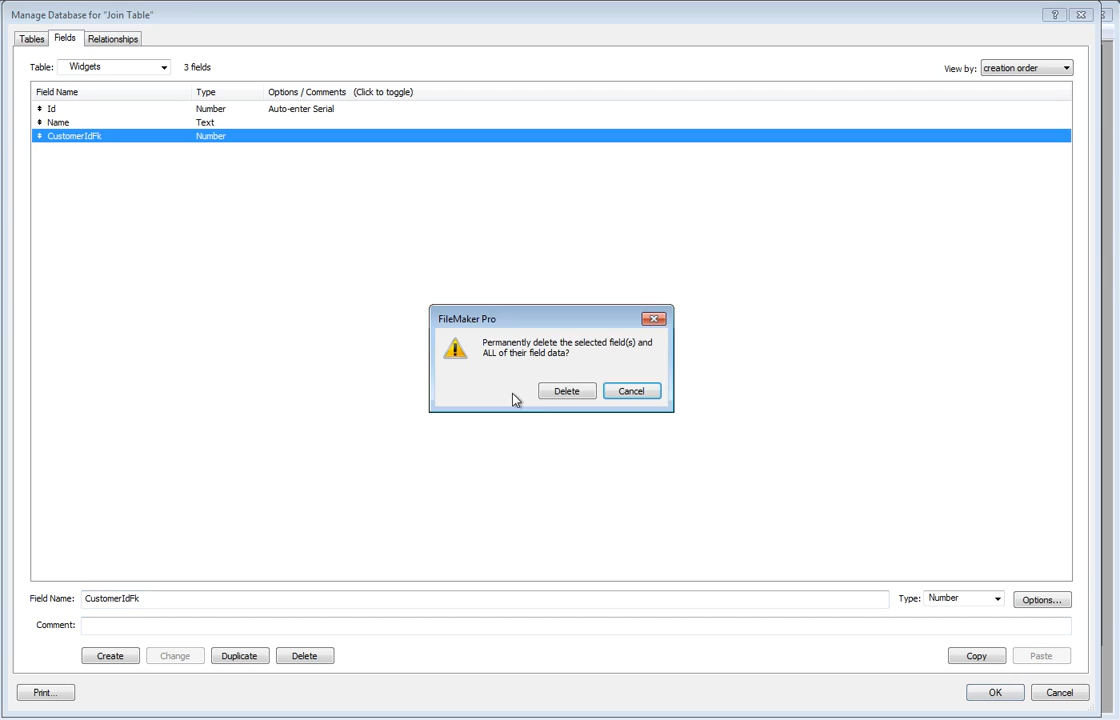 Manage Database for "Join Table"
Tables Fields Relationships
Table: Widgets 3 fields View by: creation order
Field Name Type Options / Comments (Click to toggle)
Id Number Auto-enter Serial
Name Text
CustomerIdFk Number
FileMaker Pro
Permanently delete the selected field(s) and
ALL of their field data?
Delete Cancel
Field Name: CustomerIdFk Type: Number Options...
Comment:
Create Change Duplicate Delete Copy Paste
Print... OK Cancel